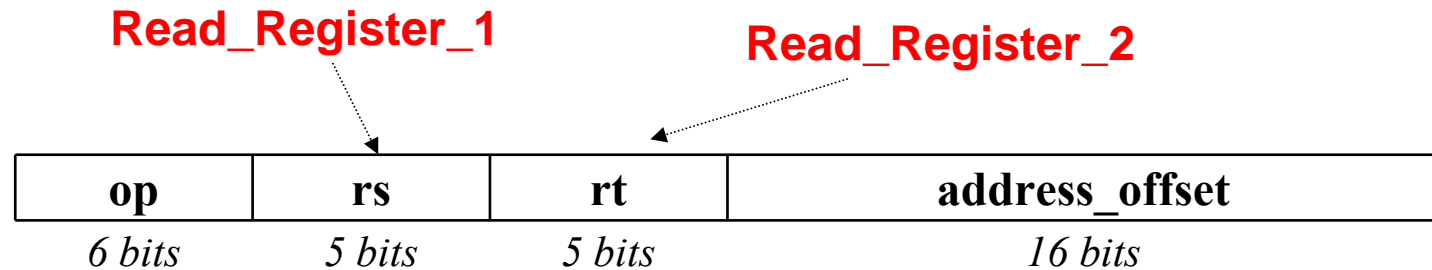 Read_Register_1
Read_Register_2
op rs rt address_offset
6 bits 5 bits 5 bits 16 bits